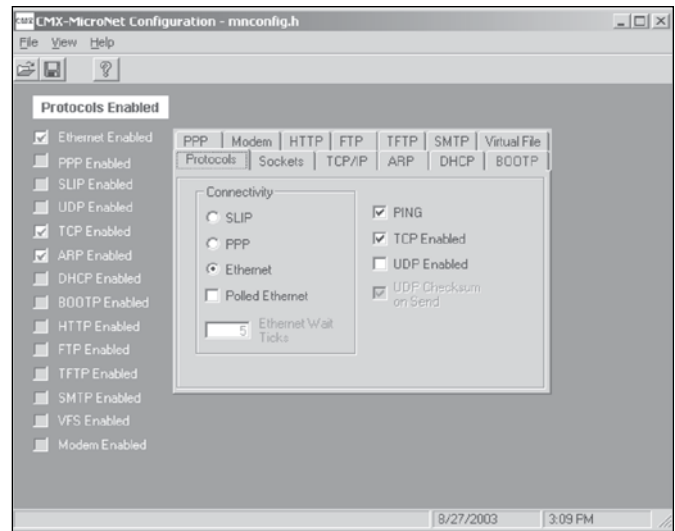 CMX CMX-MicroNet Configuration - mnconfig.h
File View Help
Protocols Enabled
Ethernet Enabled
PPP Enabled
SLIP Enabled
UDP Enabled
TCP Enabled
ARP Enabled
DHCP Enabled
BOOTP Enabled
HTTP Enabled
FTP Enabled
TFTP Enabled
SMTP Enabled
VFS Enabled
Modem Enabled
PPP Modem HTTP FTP TFTP SMTP Virtual File
Protocols Sockets TCP/IP ARP DHCP BOOTP
Connectivity
SLIP
PPP
Ethernet
Polled Ethernet
5 Ethernet Wait
Ticks
PING
TCP Enabled
UDP Enabled
UDP Checksum
on Send
8/27/2003 3:09 PM